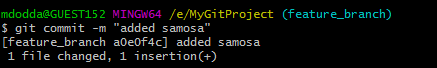 mdodda@GUEST152 MINGW64 /e/MyGitProject (feature_branch)
$ git commit -m "added samosa"
[feature_branch a0e0f4c] added samosa
 1 file changed, 1 insertion(+)